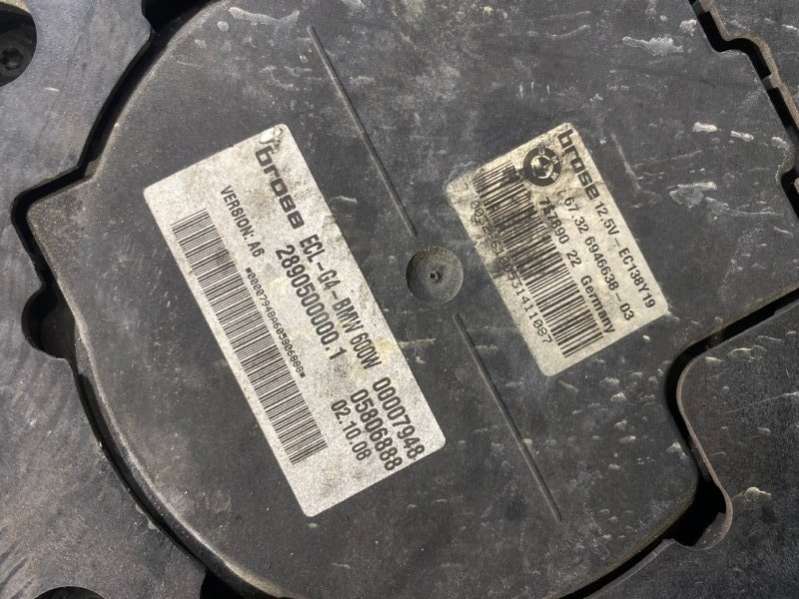 brose
ECL-G4-BMW 600W 00007948
2890500000.1 05806888
VERSION: A6 02.10.08
*00007948A605806888*
brose 12.5V-EC138Y19
67.32 6946638-03
22 Germany